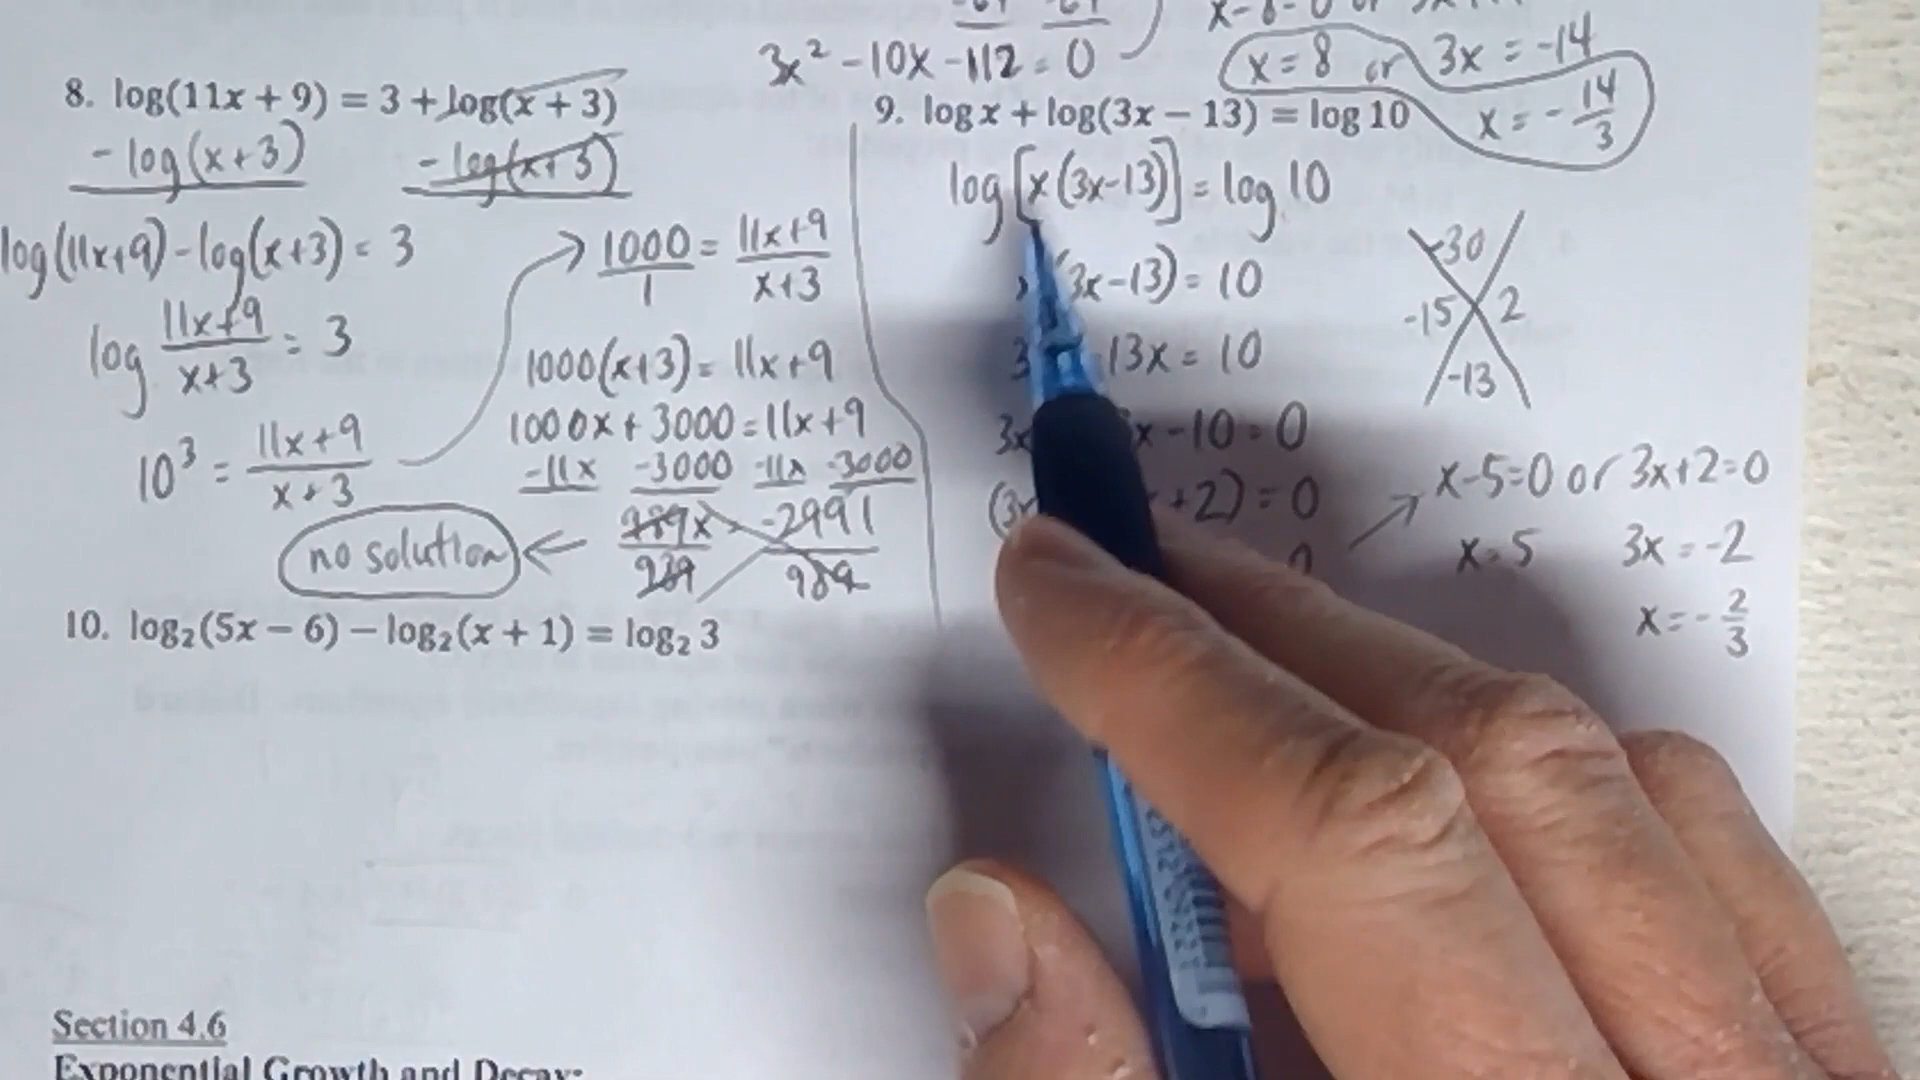 3x² - 10x - 112 = 0
x = 8 or 3x = -14
x = - 14/3
8. log(11x + 9) = 3 + log(x + 3)
- log(x+3) - log(x+3)
log(11x+9) - log(x+3) = 3
log (11x+9)/(x+3) = 3
10³ = (11x+9)/(x+3)
1000/1 = (11x+9)/(x+3)
1000(x+3) = 11x+9
1000x + 3000 = 11x+9
-11x -3000 -11x -3000
989x = -2991
989 989
no solution
9. log x + log(3x − 13) = log 10
log[x(3x-13)] = log 10
3x-13) = 10
3 13x = 10
3x x - 10 = 0
(3x +2) = 0
0
-30
-15 2
-13
x-5=0 or 3x+2=0
x=5 3x = -2
x = - 2/3
10. log₂(5x − 6) − log₂(x + 1) = log₂ 3
Section 4.6
Exponential Growth and Decay: